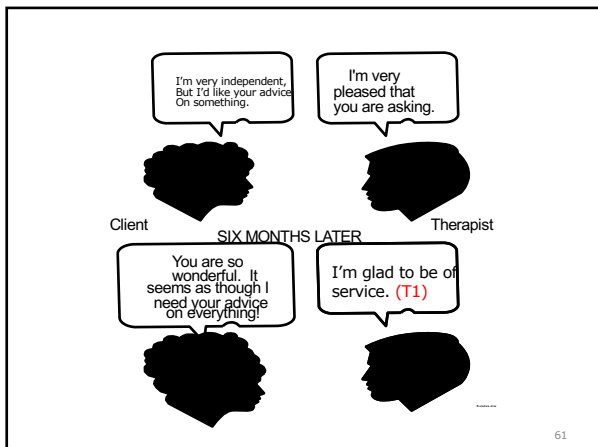 I'm very independent,
But I'd like your advice
On something.
I'm very
pleased that
you are asking.
Client
Therapist
SIX MONTHS LATER
You are so
wonderful. It
seems as though I
need your advice
on everything!
I'm glad to be of
service. (T1)
61